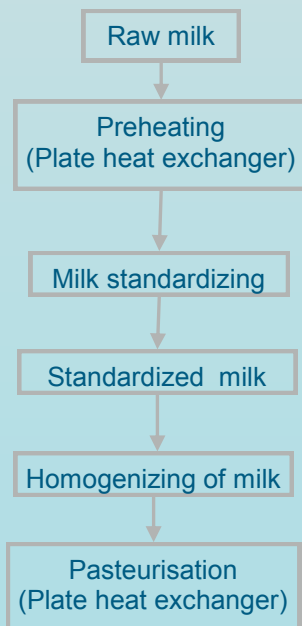 Raw milk
Preheating
(Plate heat exchanger)
Milk standardizing
Standardized milk
Homogenizing of milk
Pasteurisation
(Plate heat exchanger)